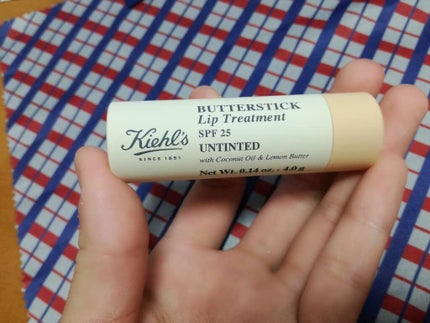 Kiehl's
SINCE 1851
BUTTERSTICK
Lip Treatment
SPF 25
UNTINTED
with Coconut Oil & Lemon Butter
Net Wt. 0.14 oz. - 4.0 g